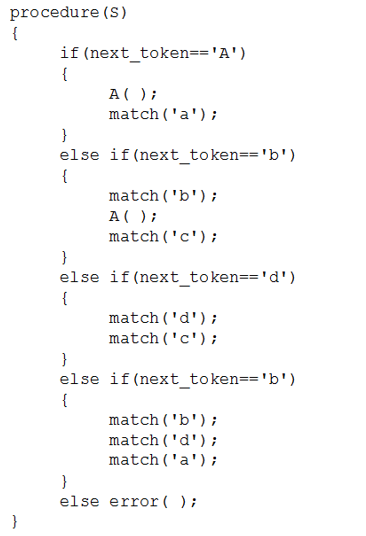 procedure(S)
{
if(next_token=='A')
{
A( );
match('a');
}
else if(next_token=='b')
{
match('b');
A( );
match('c');
}
else if(next_token=='d')
{
match('d');
match('c');
}
else if(next_token=='b')
{
match('b');
match('d');
match('a');
}
else error( );
}